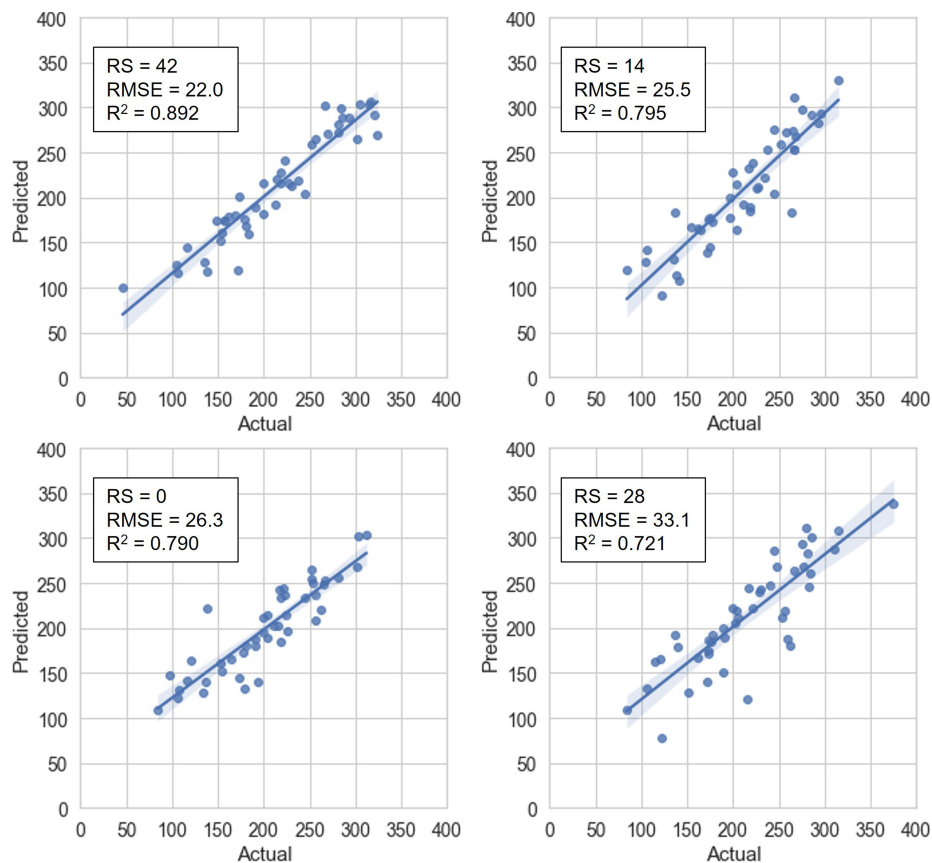 400
350
300
250
200
150
100
50
0
Predicted
RS = 42
RMSE = 22.0
R² = 0.892
0 50 100 150 200 250 300 350 400
Actual
400
350
300
250
200
150
100
50
0
Predicted
RS = 14
RMSE = 25.5
R² = 0.795
0 50 100 150 200 250 300 350 400
Actual
400
350
300
250
200
150
100
50
0
Predicted
RS = 0
RMSE = 26.3
R² = 0.790
0 50 100 150 200 250 300 350 400
Actual
400
350
300
250
200
150
100
50
0
Predicted
RS = 28
RMSE = 33.1
R² = 0.721
0 50 100 150 200 250 300 350 400
Actual